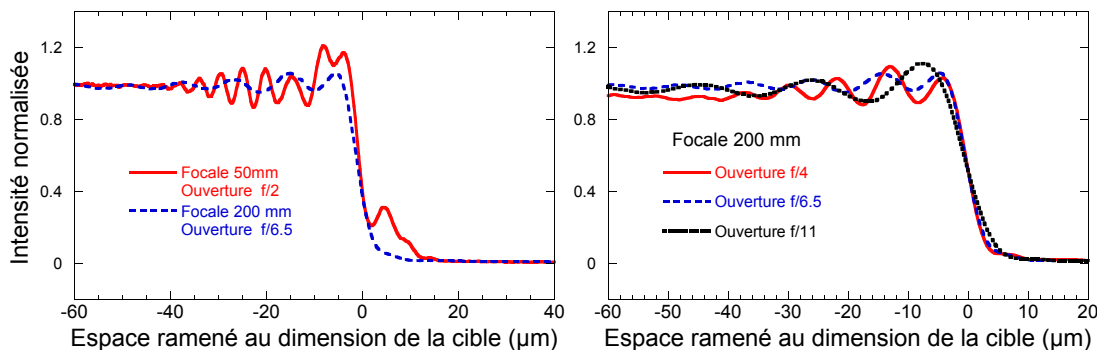 Intensité normalisée
1.2
0.8
0.4
0
-60 -40 -20 0 20 40
Espace ramené au dimension de la cible (µm)
Focale 50mm
Ouverture f/2
Focale 200 mm
Ouverture f/6.5
1.2
0.8
0.4
0
-60 -50 -40 -30 -20 -10 0 10 20
Espace ramené au dimension de la cible (µm)
Focale 200 mm
Ouverture f/4
Ouverture f/6.5
Ouverture f/11